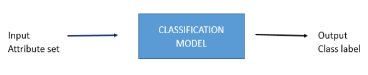 Input
Attribute set
CLASSIFICATION
MODEL
Output
Class label